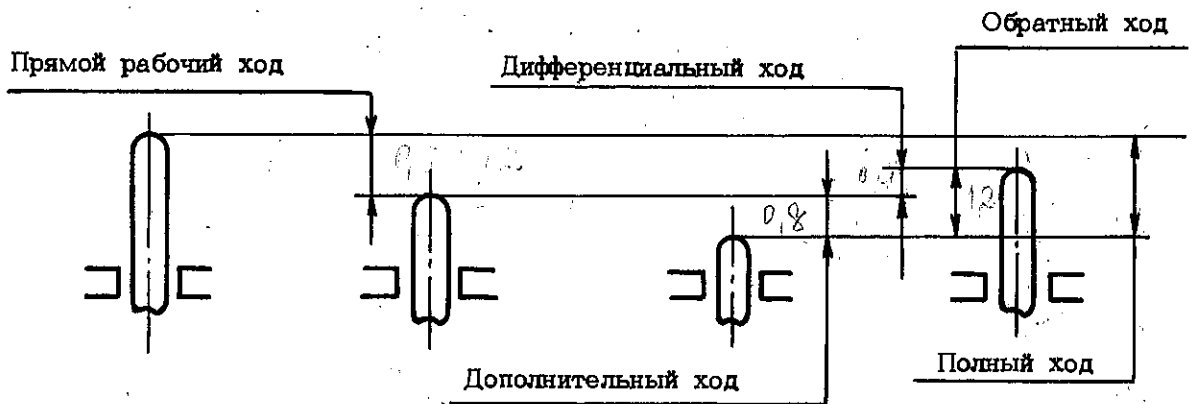 Обратный ход
Прямой рабочий ход
Дифференциальный ход
0,8
1,2
Полный ход
Дополнительный ход